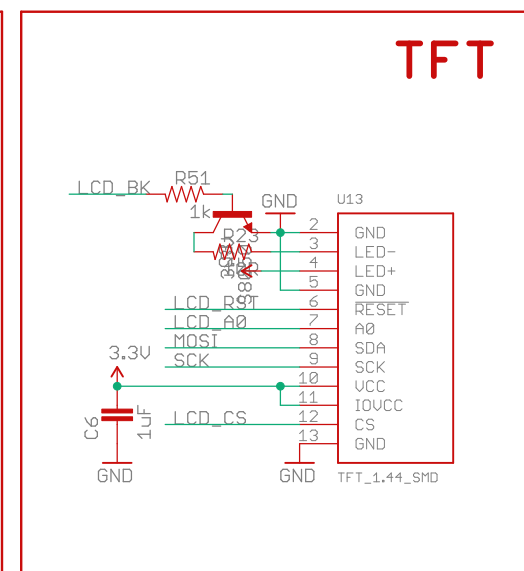 TFT
LCD_BK
R51
1k
GND
U13
R23
2
GND
3
LED-
4
LED+
5
GND
LCD_RST
6
RESET
LCD_A0
7
A0
MOSI
8
SDA
SCK
9
SCK
3.3V
10
VCC
11
IOVCC
C6
1uF
LCD_CS
12
CS
13
GND
GND
GND
TFT_1.44_SMD